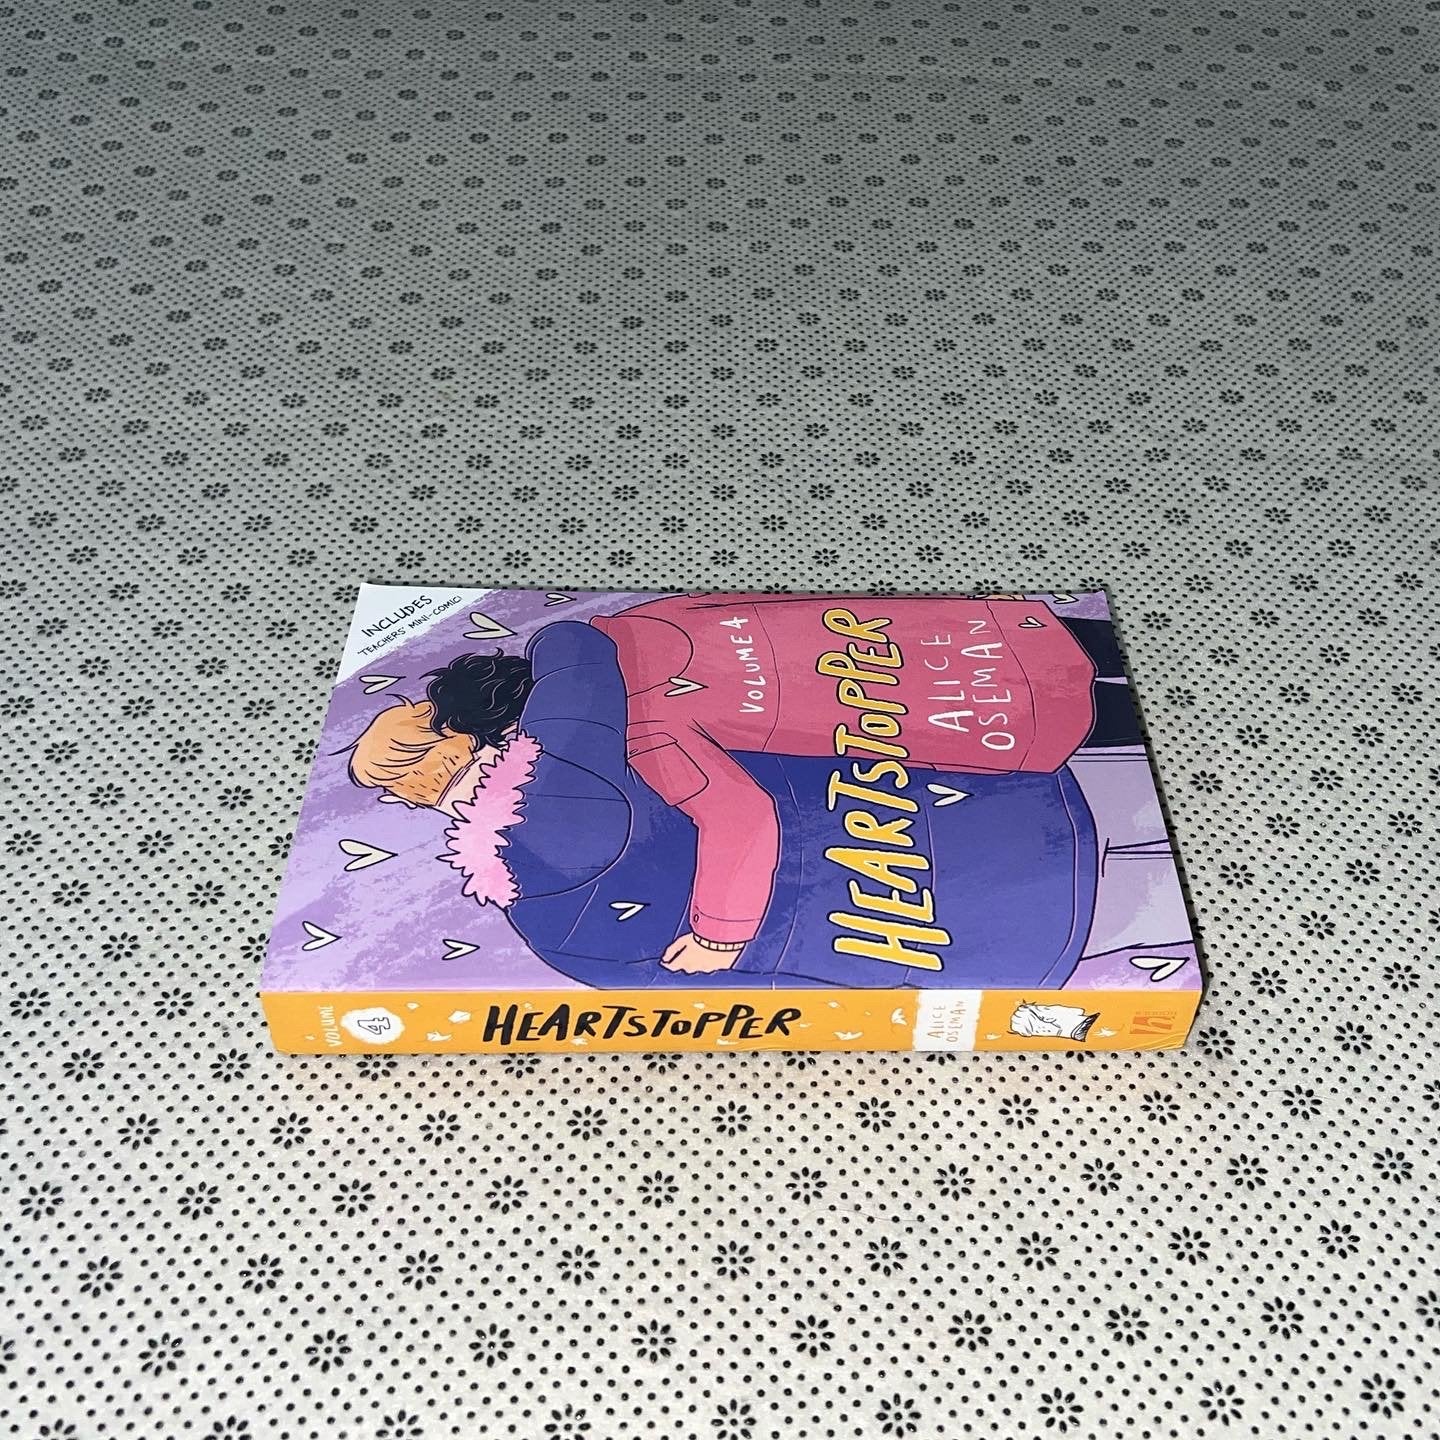 INCLUDES
TEACHERS' MINI-COMIC!
VOLUME 4
HEARTSTOPPER
ALICE
OSEMAN
VOLUME
4
HEARTSTOPPER
ALICE
OSEMAN